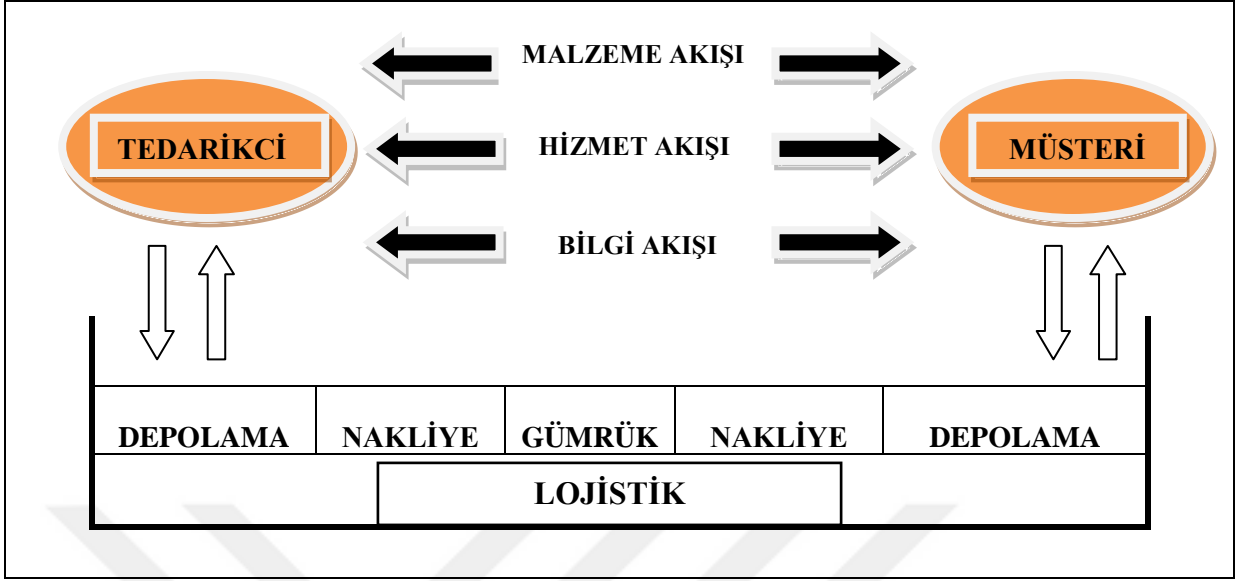 MALZEME AKIŞI
TEDARİKCİ
HİZMET AKIŞI
MÜSTERİ
BİLGİ AKIŞI
DEPOLAMA
NAKLİYE
GÜMRÜK
NAKLİYE
DEPOLAMA
LOJİSTİK